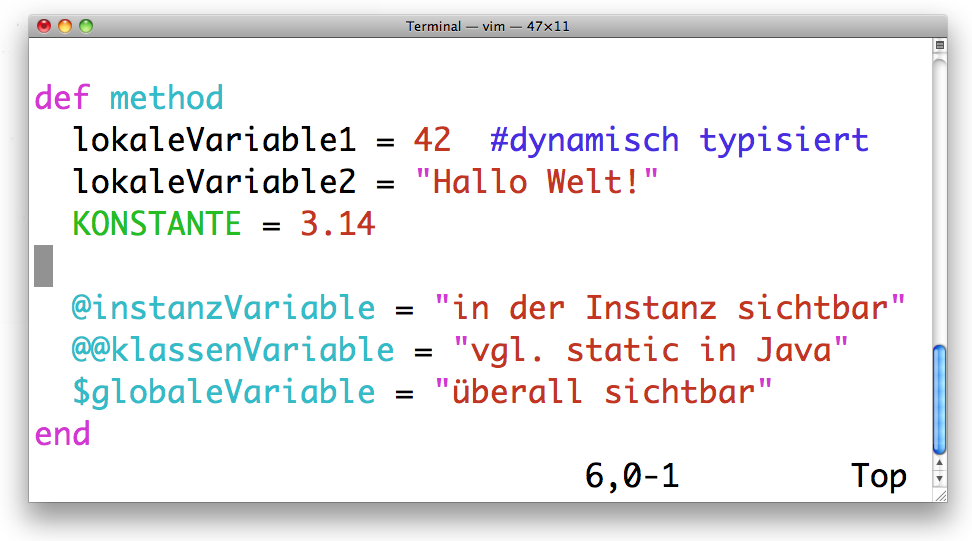 Terminal — vim — 47×11
def method
  lokaleVariable1 = 42  #dynamisch typisiert
  lokaleVariable2 = "Hallo Welt!"
  KONSTANTE = 3.14
  @instanzVariable = "in der Instanz sichtbar"
  @@klassenVariable = "vgl. static in Java"
  $globaleVariable = "überall sichtbar"
end
6,0-1         Top